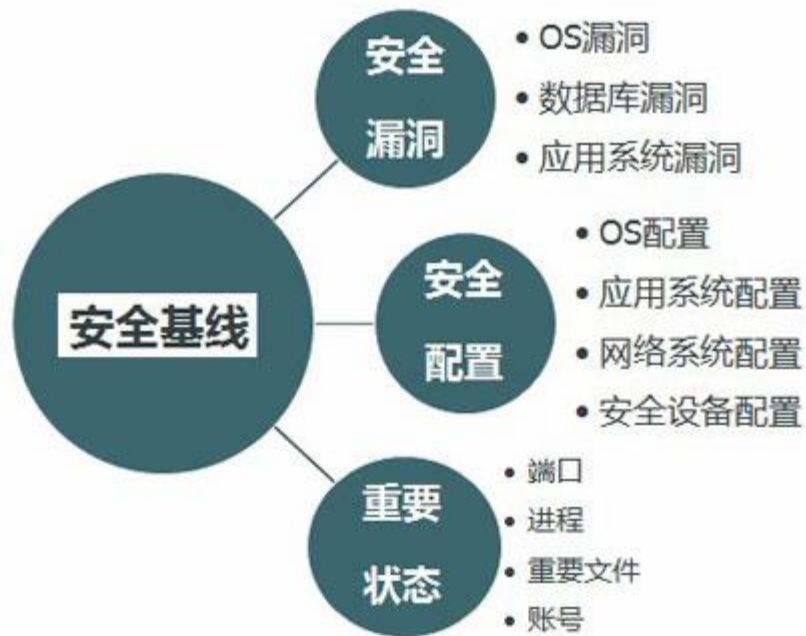 安全基线
安全
漏洞
• OS漏洞
• 数据库漏洞
• 应用系统漏洞
安全
配置
• OS配置
• 应用系统配置
• 网络系统配置
• 安全设备配置
重要
状态
• 端口
• 进程
• 重要文件
• 账号